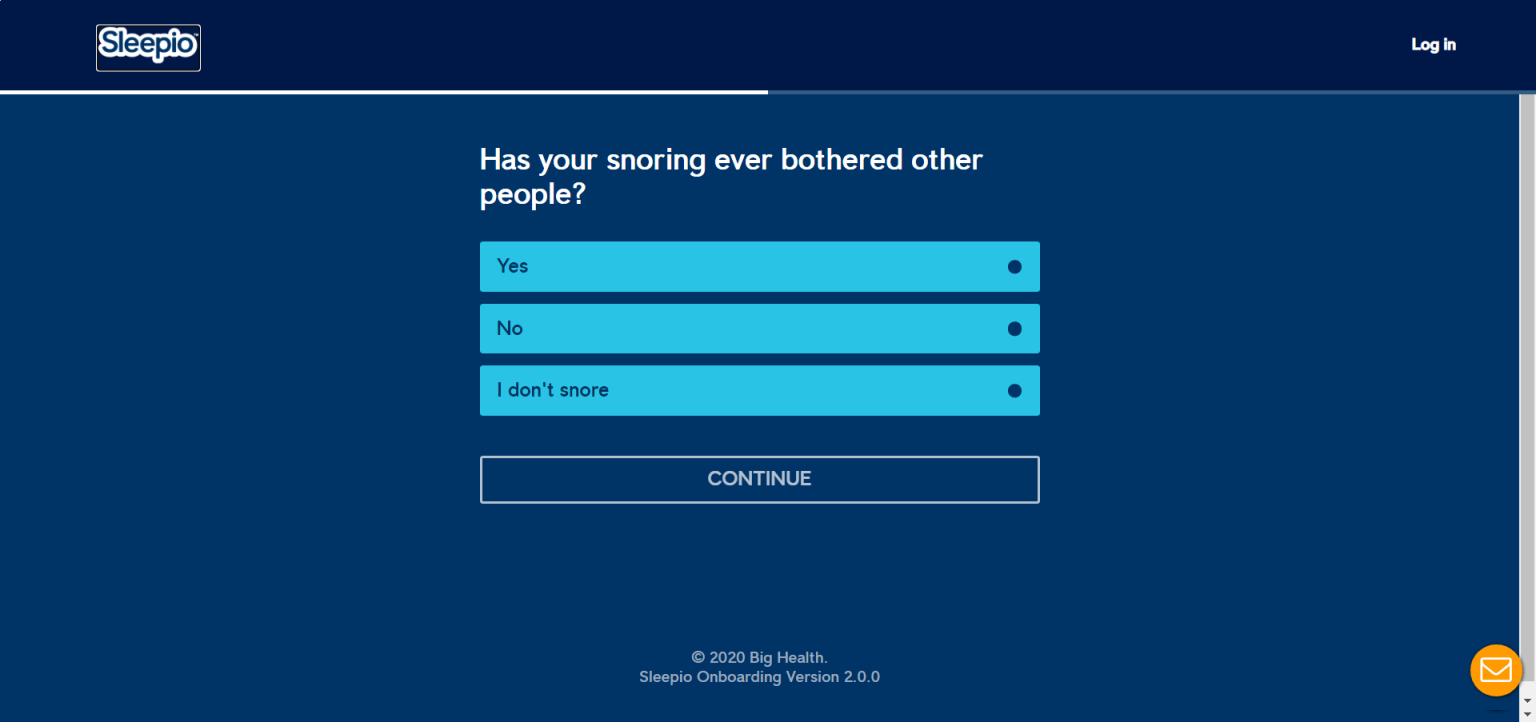 Sleepio™
Log in
Has your snoring ever bothered other
people?
Yes
No
I don't snore
CONTINUE
© 2020 Big Health.
Sleepio Onboarding Version 2.0.0